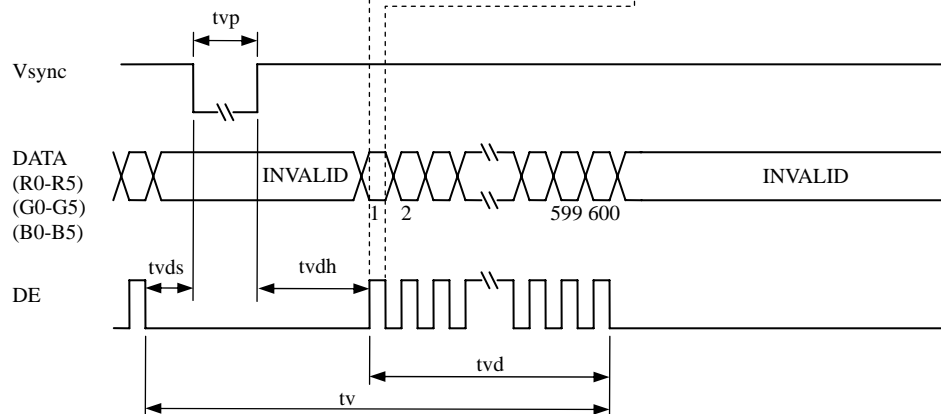 tvp
Vsync
DATA
(R0-R5)
(G0-G5)
(B0-B5)
INVALID
INVALID
1 2 599 600
tvds
tvdh
DE
tvd
tv